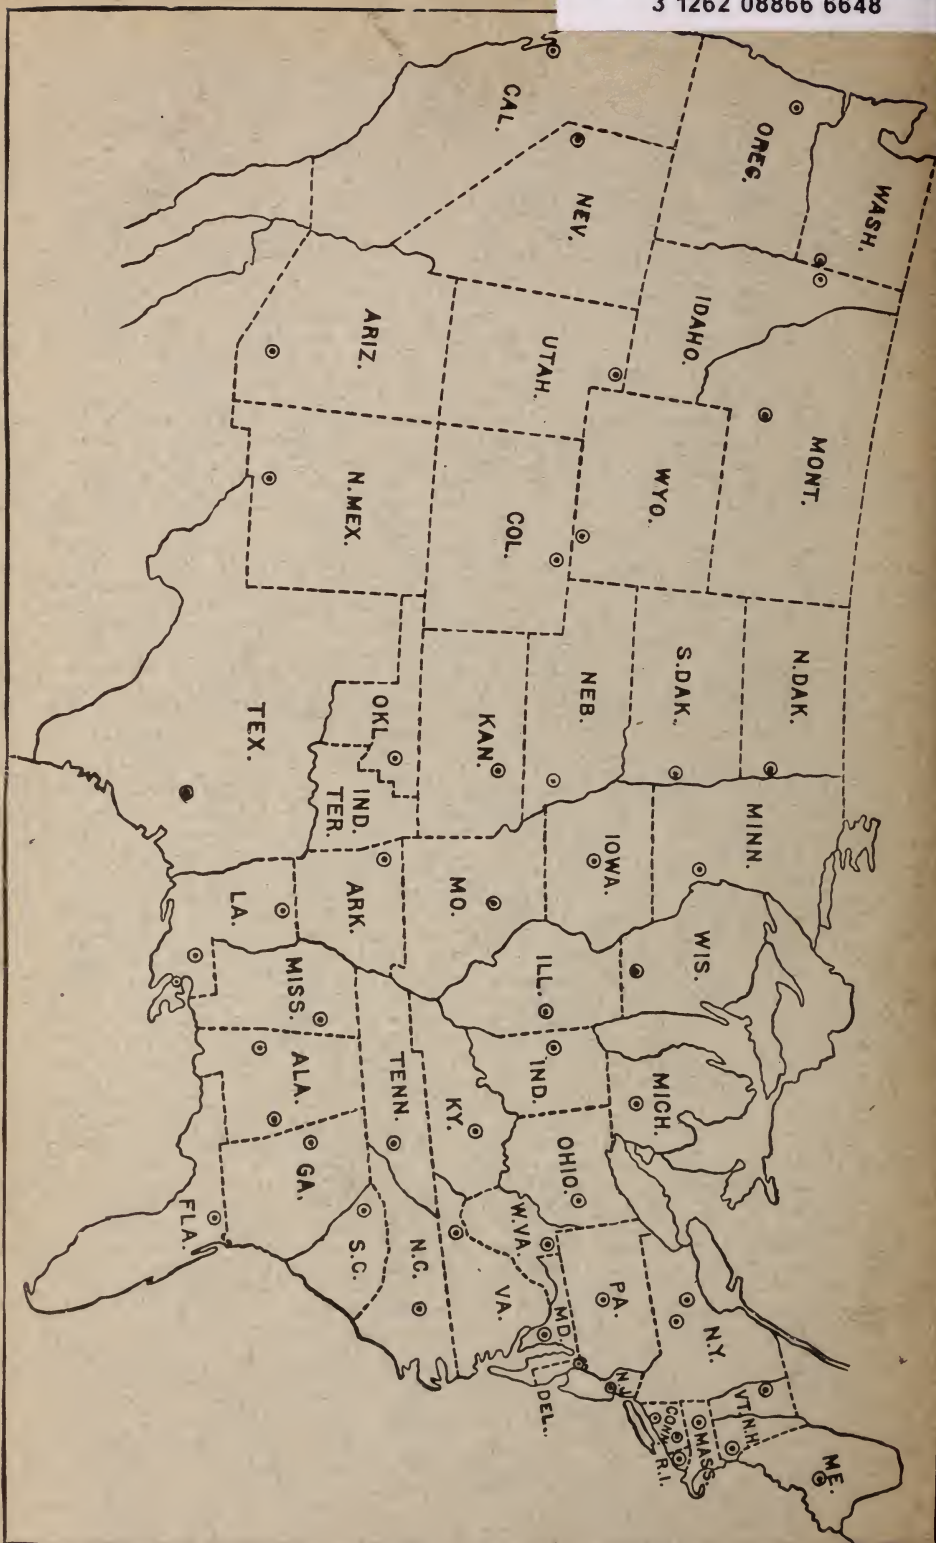 3 1262 08866 6648
WASH.
OREG.
CAL.
NEV.
IDAHO.
MONT.
WYO.
UTAH.
ARIZ.
N.MEX.
COL.
N.DAK.
S.DAK.
NEB.
KAN.
OKL.
IND.
TER.
TEX.
MINN.
IOWA.
MO.
ARK.
LA.
WIS.
ILL.
MICH.
IND.
OHIO.
KY.
TENN.
MISS.
ALA.
GA.
FLA.
S.C.
N.C.
VA.
W.VA.
MD.
DEL.
PA.
N.J.
N.Y.
CONN.
R.I.
MASS.
VT.
N.H.
ME.